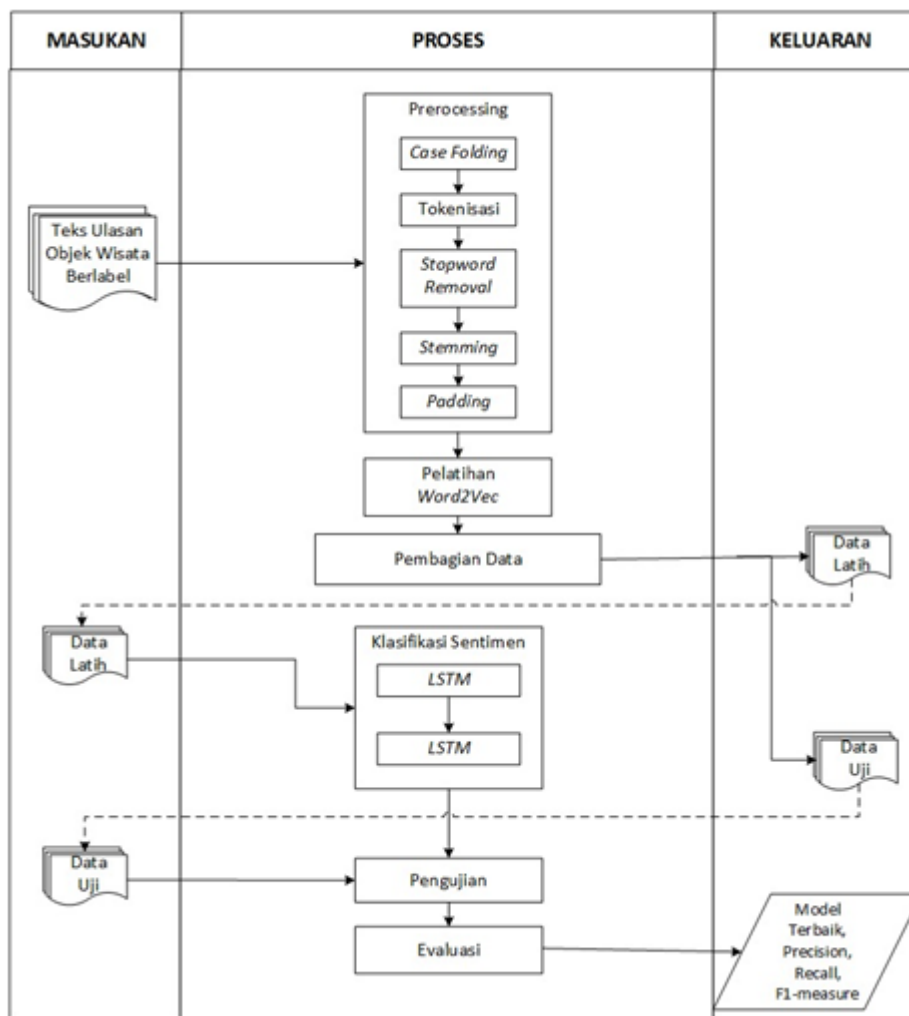 MASUKAN
PROSES
KELUARAN
Prerocessing
Case Folding
Tokenisasi
Stopword
Removal
Stemming
Padding
Teks Ulasan
Objek Wisata
Berlabel
Pelatihan
Word2Vec
Pembagian Data
Data
Latih
Data
Latih
Klasifikasi Sentimen
LSTM
LSTM
Data
Uji
Data
Uji
Pengujian
Evaluasi
Model
Terbaik,
Precision,
Recall,
F1-measure